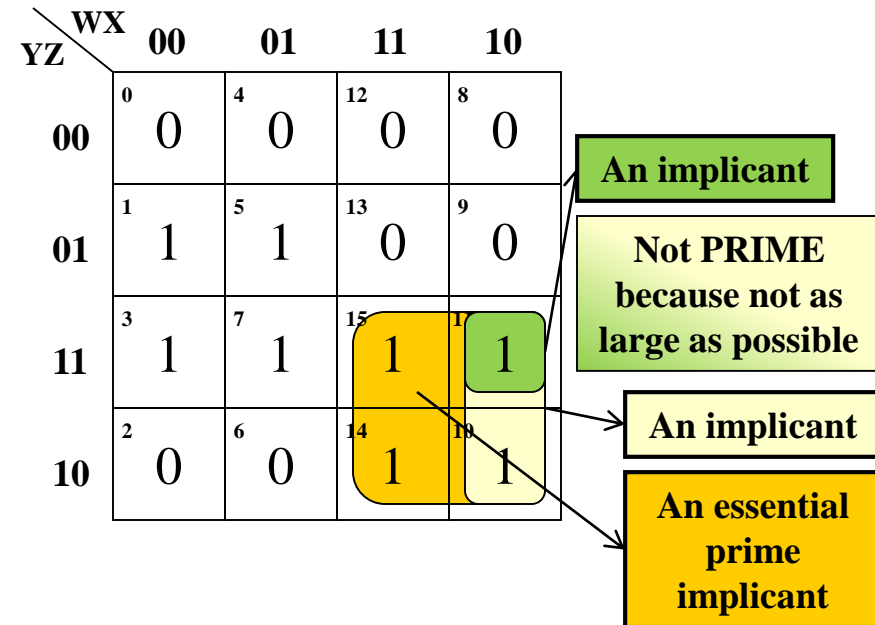 WX
YZ
00 01 11 10
0 4 12 8
00 0 0 0 0
1 5 13 9
01 1 1 0 0
3 7 15
11 1 1 1 1
2 6 14 10
10 0 0 1 1
An implicant
Not PRIME
because not as
large as possible
An implicant
An essential
prime
implicant